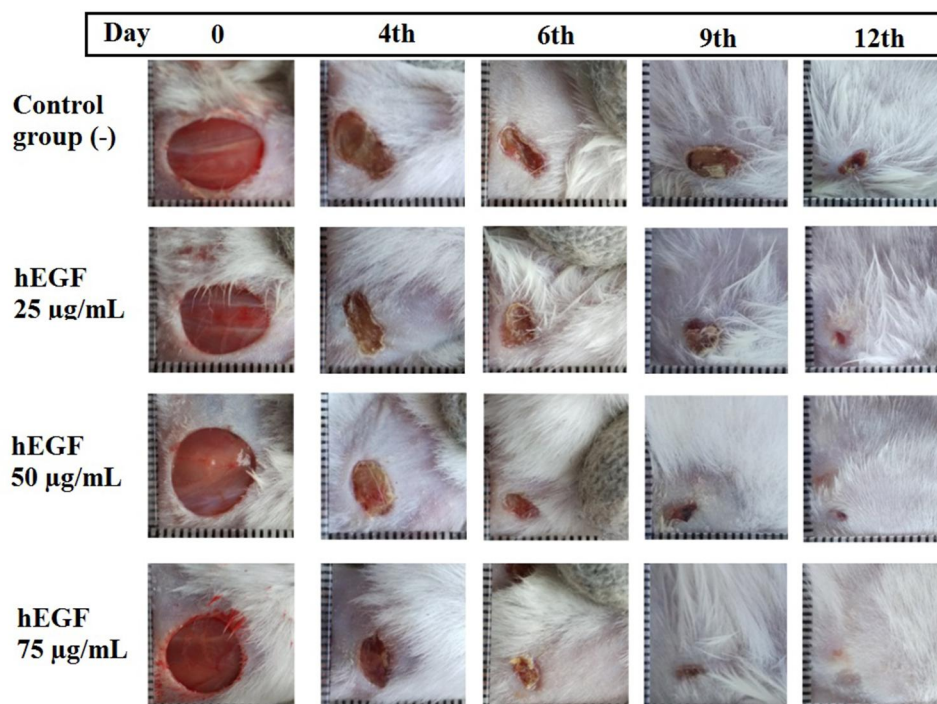 Day 0 4th 6th 9th 12th
Control
group (-)
hEGF
25 µg/mL
hEGF
50 µg/mL
hEGF
75 µg/mL